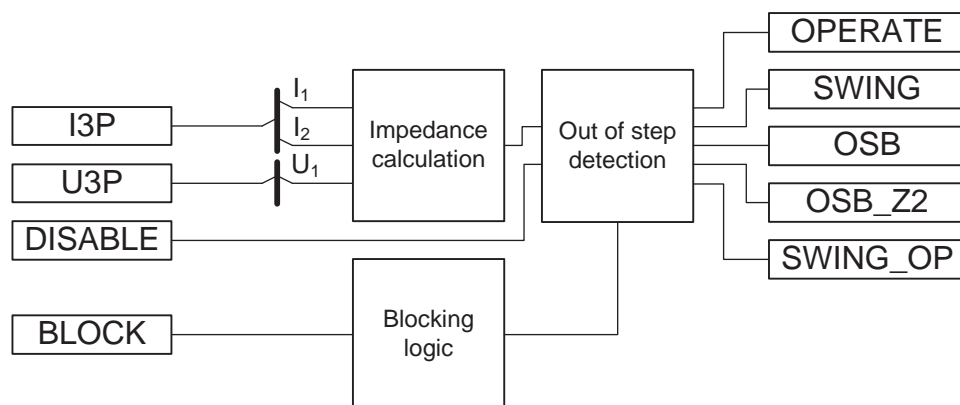 I3P
U3P
DISABLE
BLOCK
I1
I2
U1
Impedance
calculation
Blocking
logic
Out of step
detection
OPERATE
SWING
OSB
OSB_Z2
SWING_OP